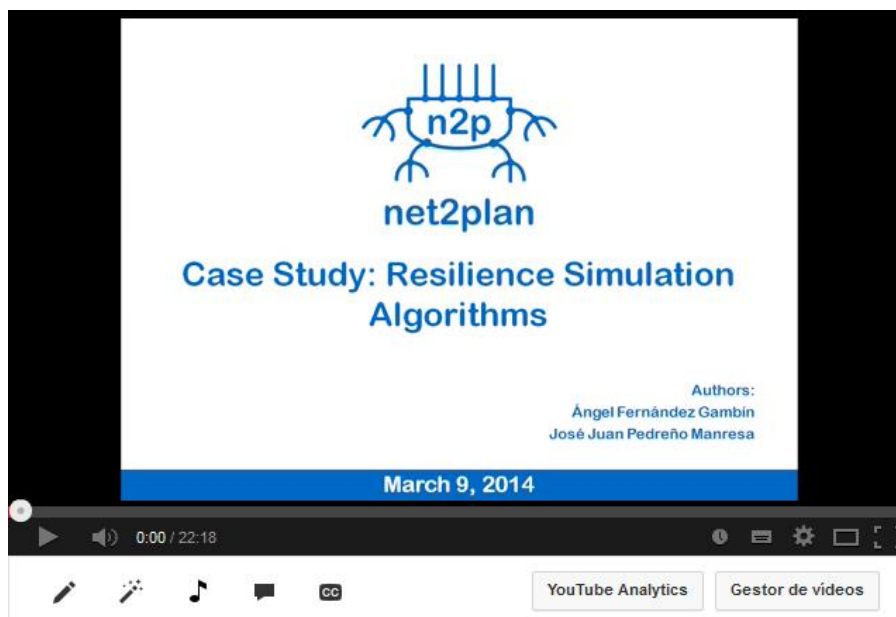 n2p
net2plan
Case Study: Resilience Simulation
Algorithms
Authors:
Ángel Fernández Gambín
José Juan Pedreño Manresa
March 9, 2014
0:00 / 22:18
CC
YouTube Analytics
Gestor de vídeos